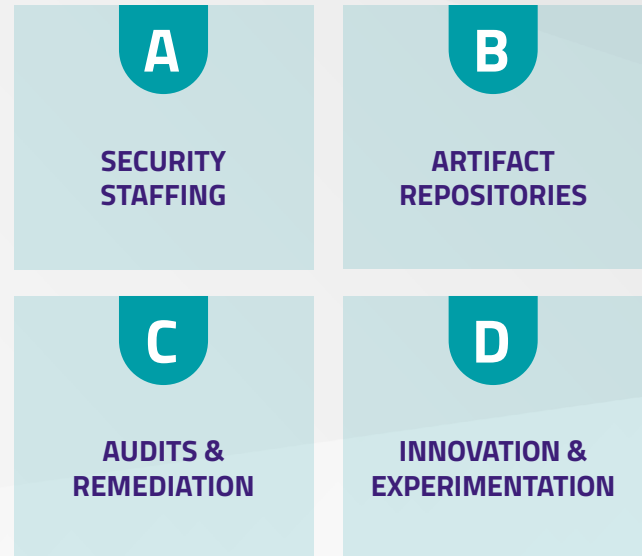 A
SECURITY
STAFFING
B
ARTIFACT
REPOSITORIES
C
AUDITS &
REMEDIATION
D
INNOVATION &
EXPERIMENTATION